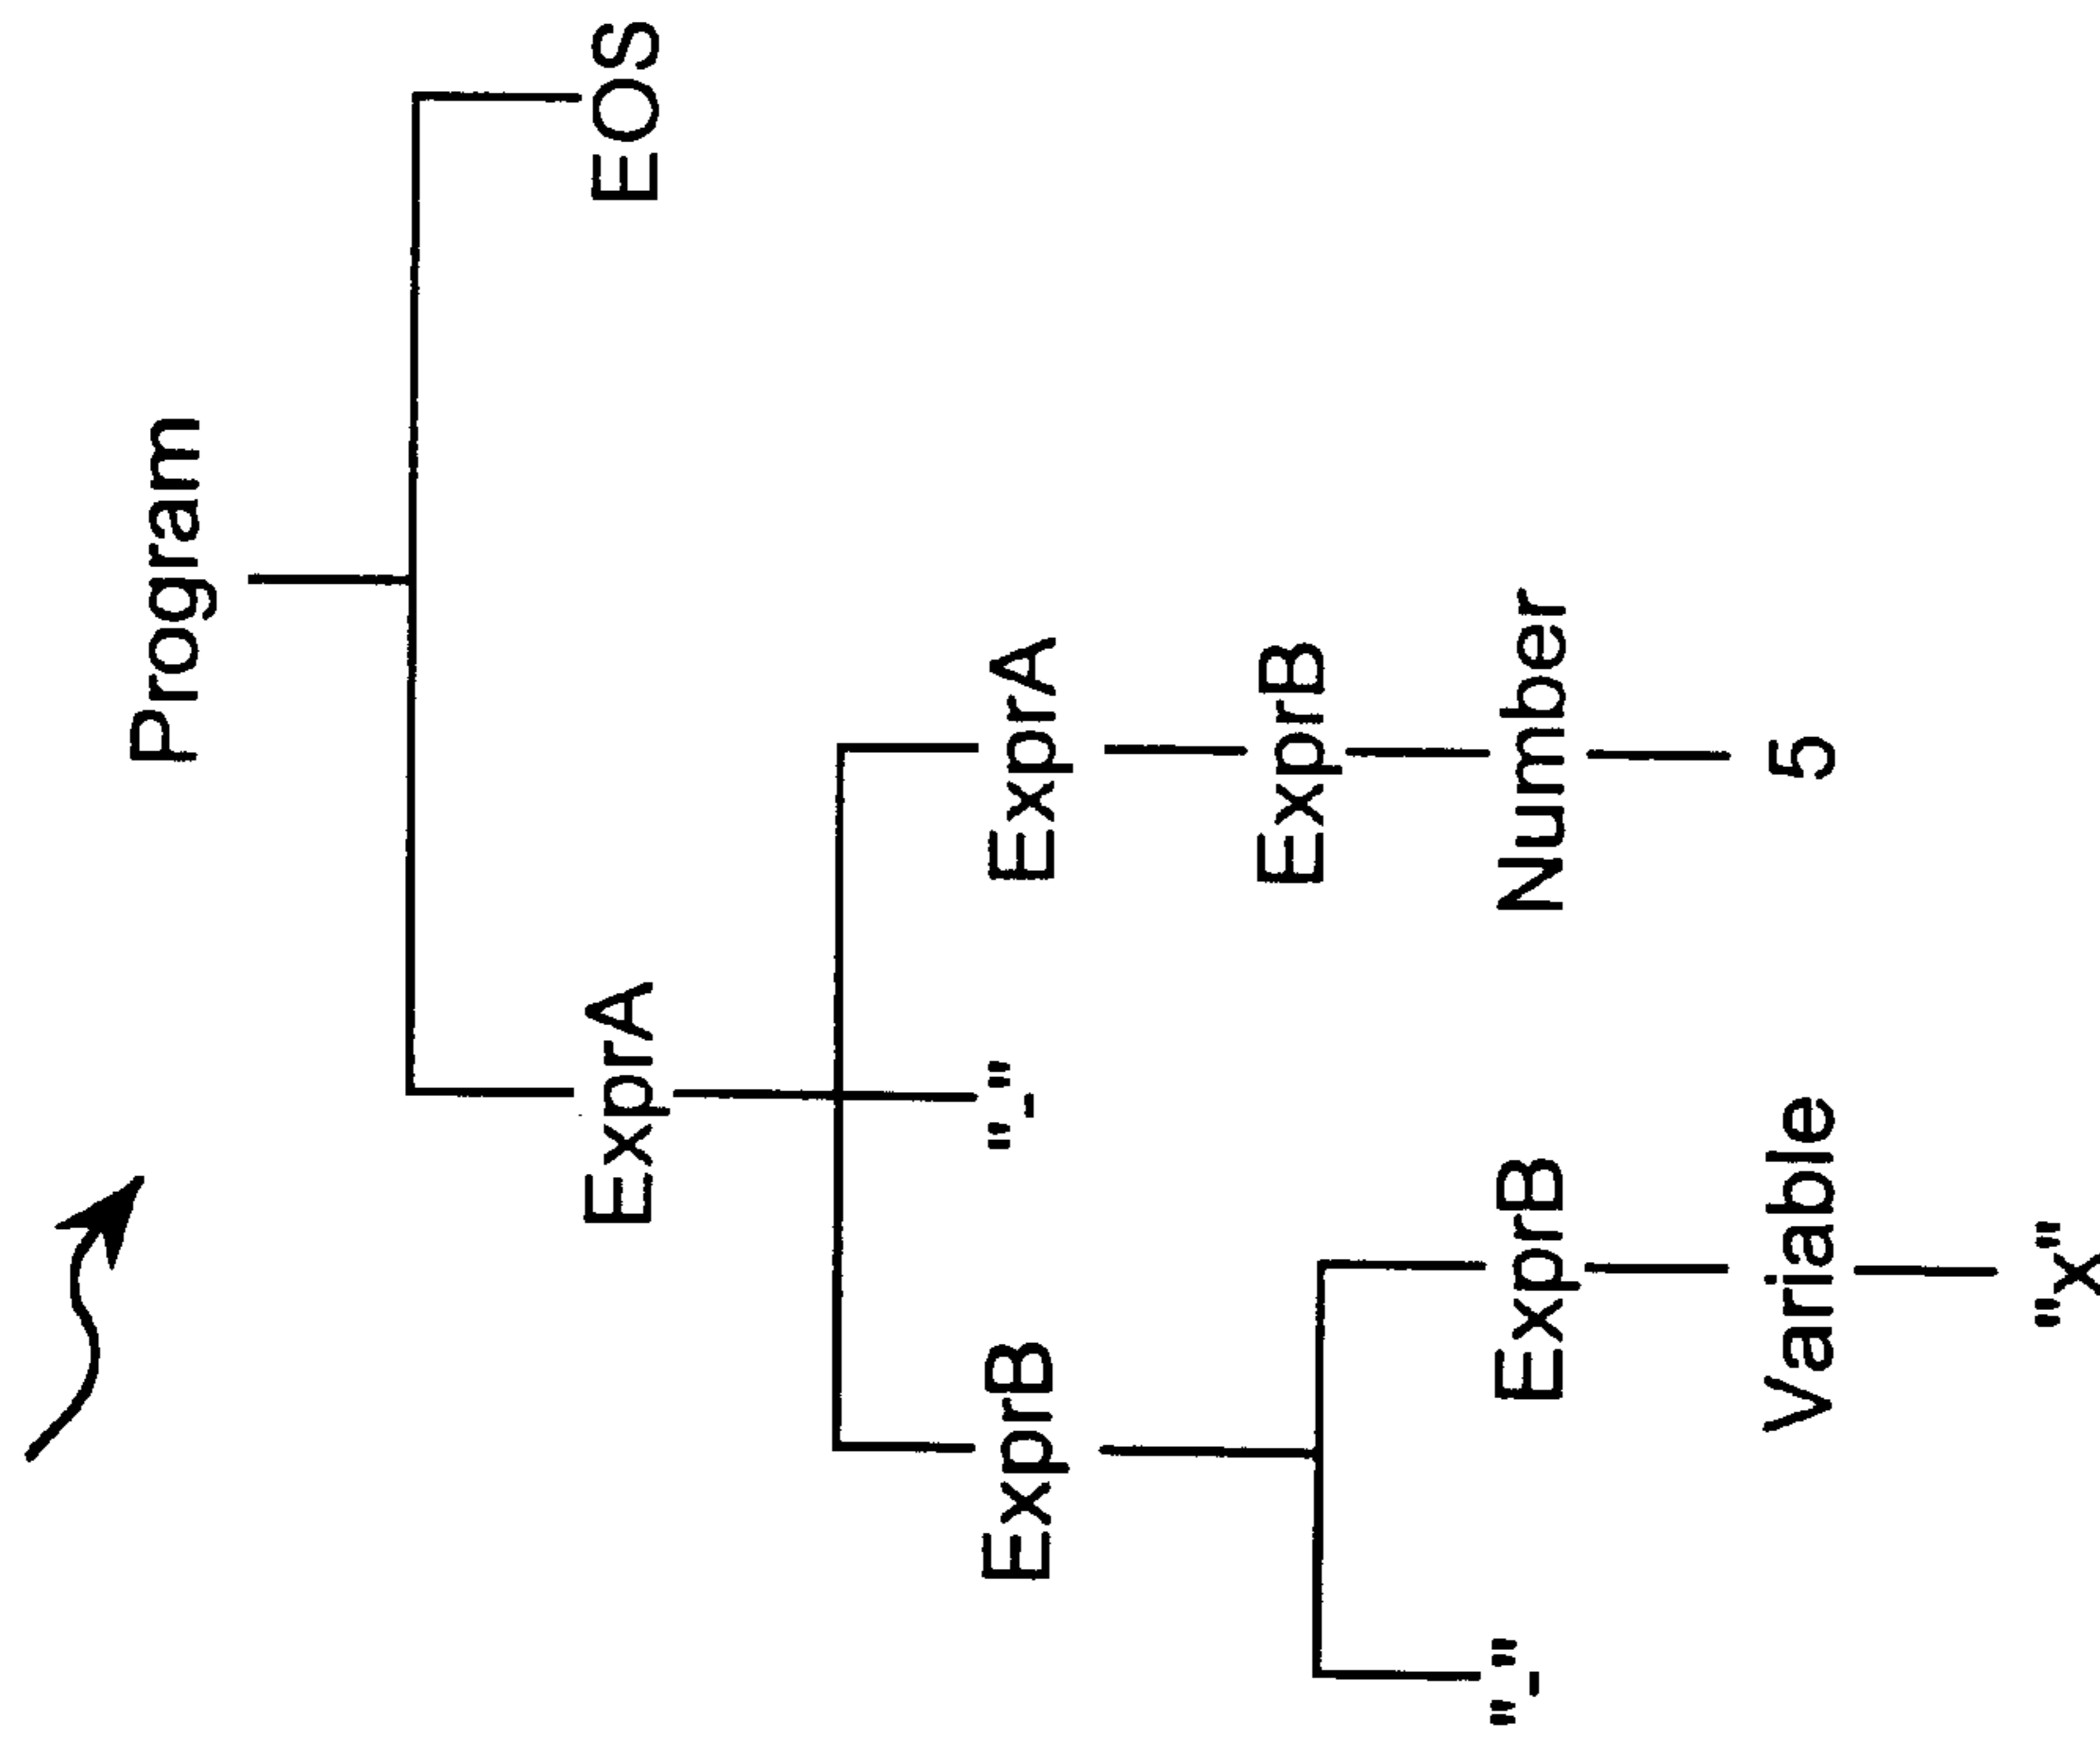 Program
ExprA EOS
ExprB "-" ExprA
ExprB
"-" ExprB Number
Variable 5
"x"